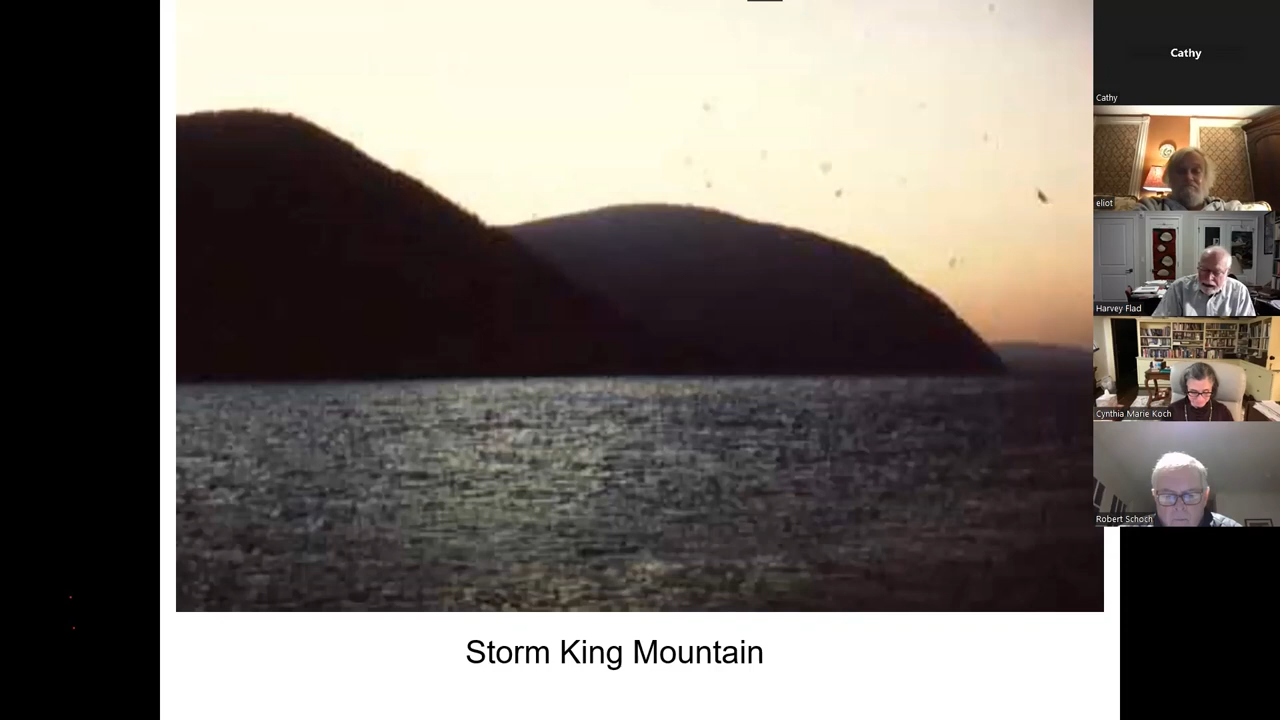 Cathy
Cathy
eliot
Harvey Flad
Cynthia Marie Koch
Robert Schoch
Storm King Mountain